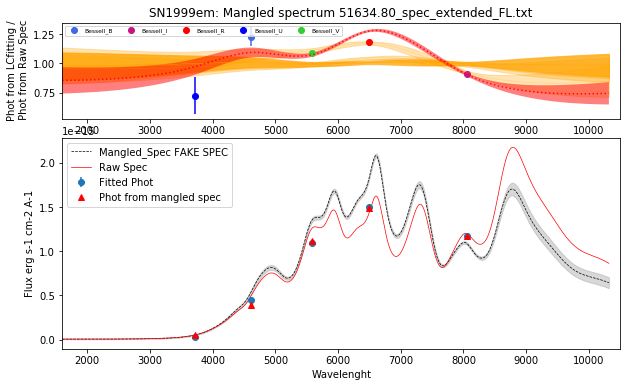 SN1999em: Mangled spectrum 51634.80_spec_extended_FL.txt
Phot from LCfitting /
Phot from Raw Spec
Bessell_B Bessell_I Bessell_R Bessell_U Bessell_V
1.25
1.00
0.75
2000 3000 4000 5000 6000 7000 8000 9000 10000
1e−15
Mangled_Spec FAKE SPEC
Raw Spec
Fitted Phot
Phot from mangled spec
Flux erg s-1 cm-2 A-1
2.0
1.5
1.0
0.5
0.0
2000 3000 4000 5000 6000 7000 8000 9000 10000
Wavelenght